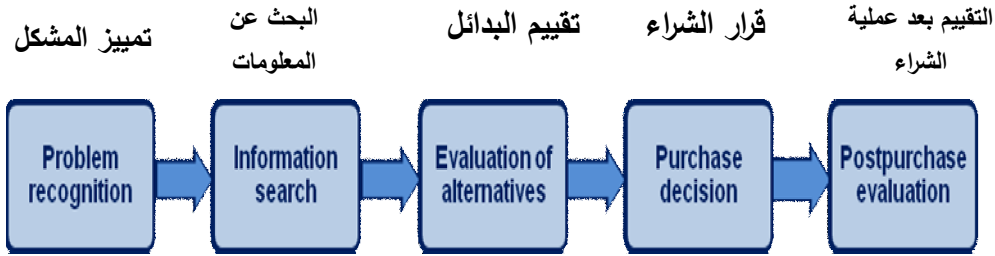 تمييز المشكل
البحث عن
المعلومات
تقييم البدائل
قرار الشراء
التقييم بعد عملية
الشراء
Problem
recognition
Information
search
Evaluation of
alternatives
Purchase
decision
Postpurchase
evaluation